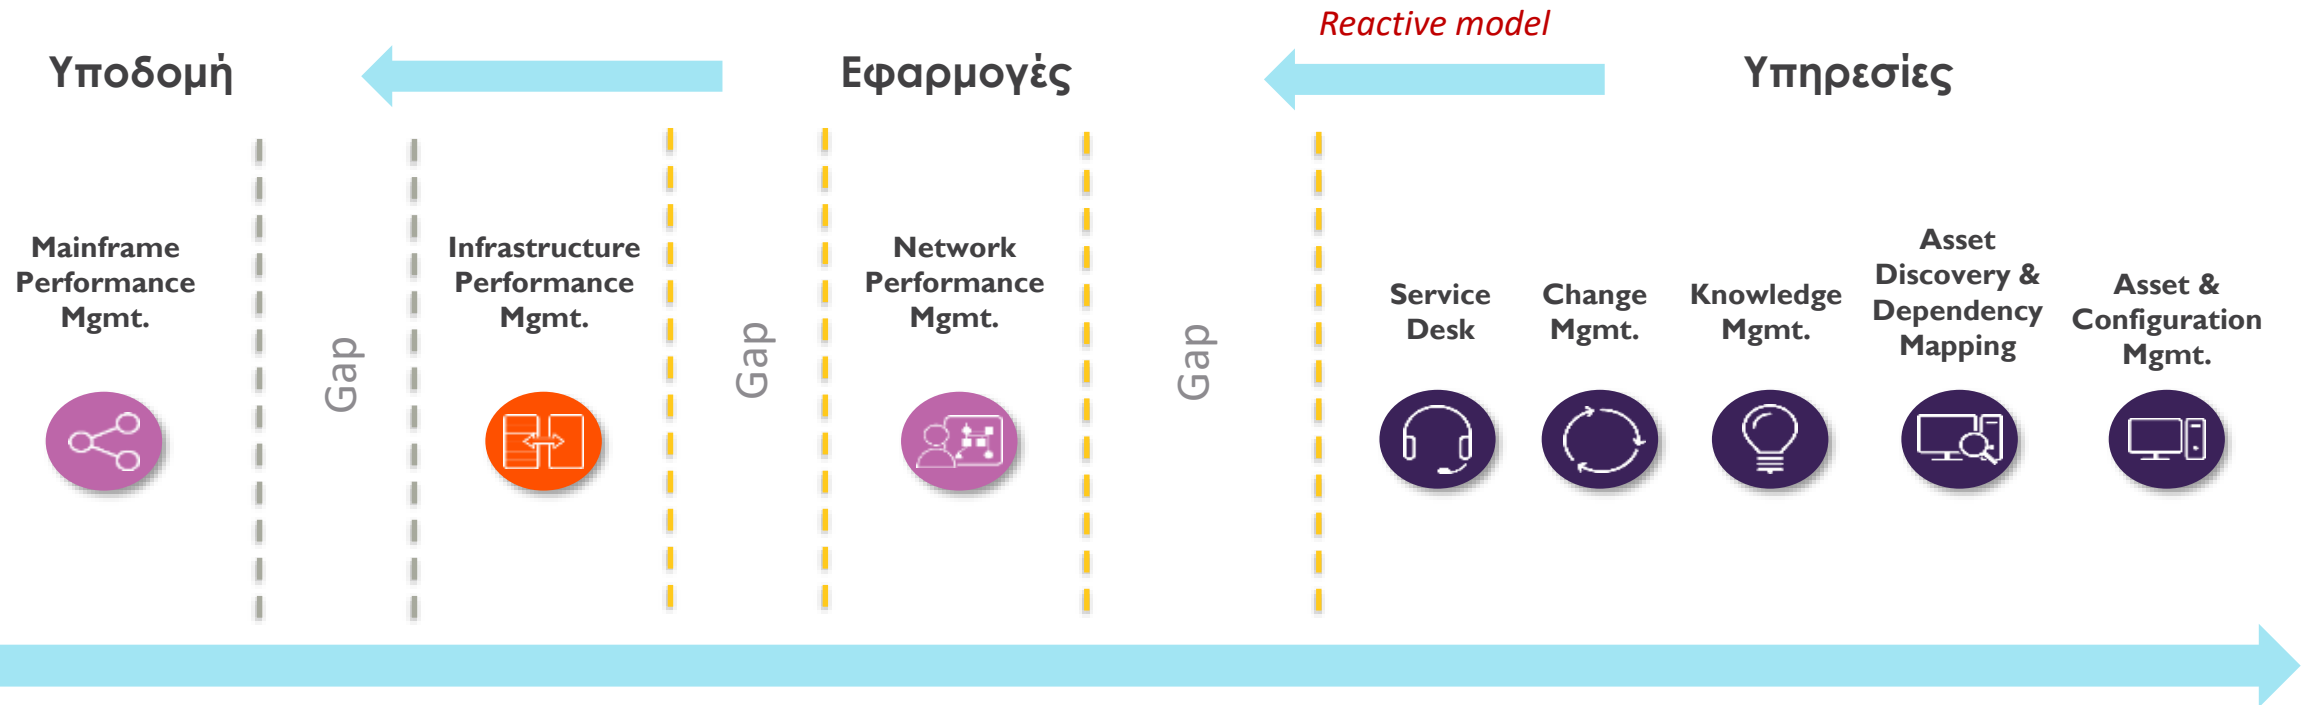 Reactive model
Υποδομή
Εφαρμογές
Υπηρεσίες
Mainframe
Performance
Mgmt.
Gap
Infrastructure
Performance
Mgmt.
Gap
Network
Performance
Mgmt.
Gap
Service
Desk
Change
Mgmt.
Knowledge
Mgmt.
Asset
Discovery &
Dependency
Mapping
Asset &
Configuration
Mgmt.